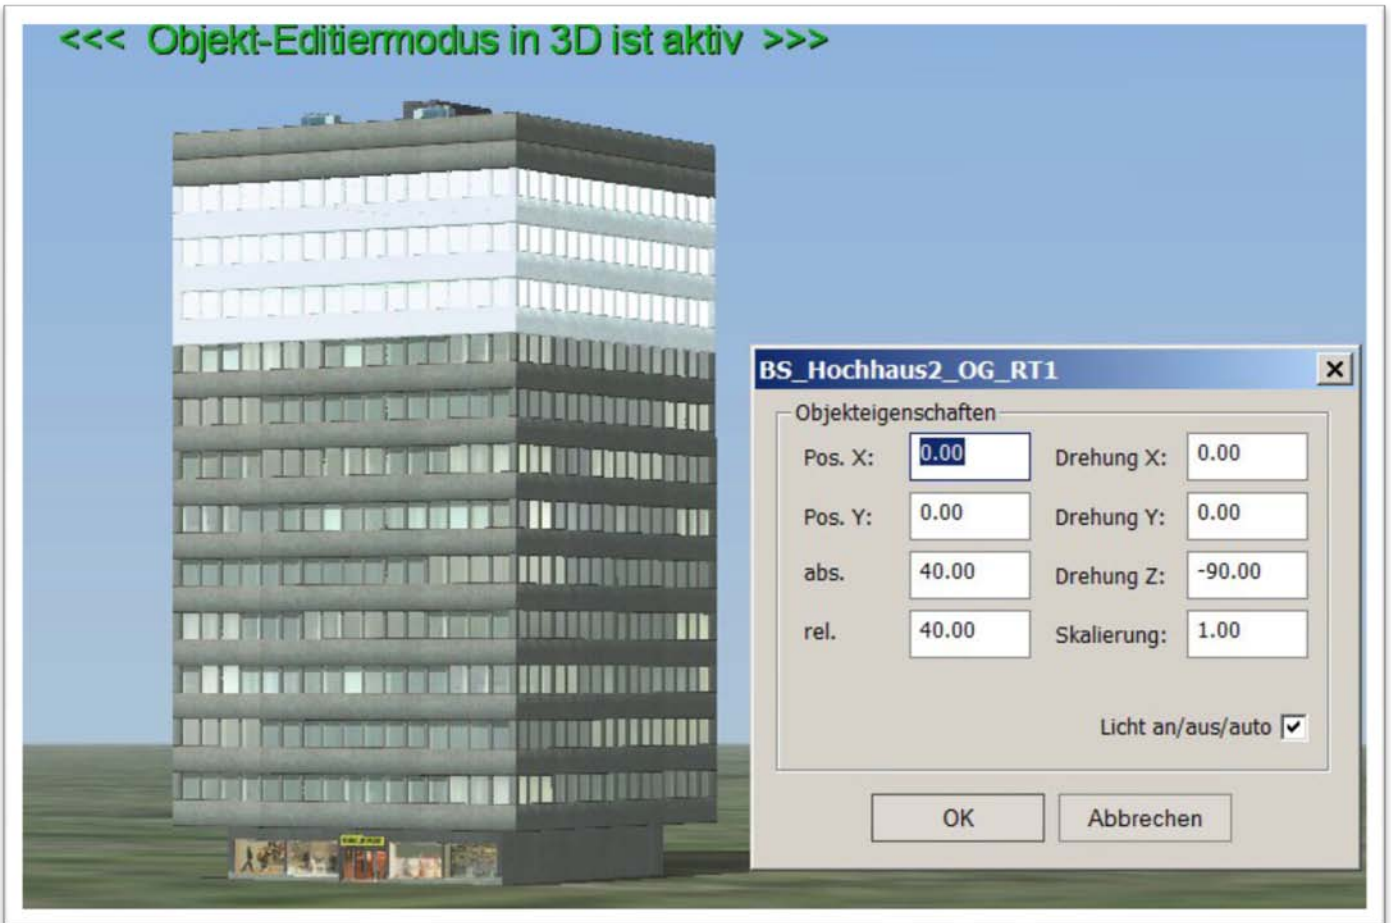 <<< Objekt-Editiermodus in 3D ist aktiv >>>
BS_Hochhaus2_OG_RT1
Objekteigenschaften
Pos. X: 0.00 Drehung X: 0.00
Pos. Y: 0.00 Drehung Y: 0.00
abs. 40.00 Drehung Z: -90.00
rel. 40.00 Skalierung: 1.00
Licht an/aus/auto
OK Abbrechen